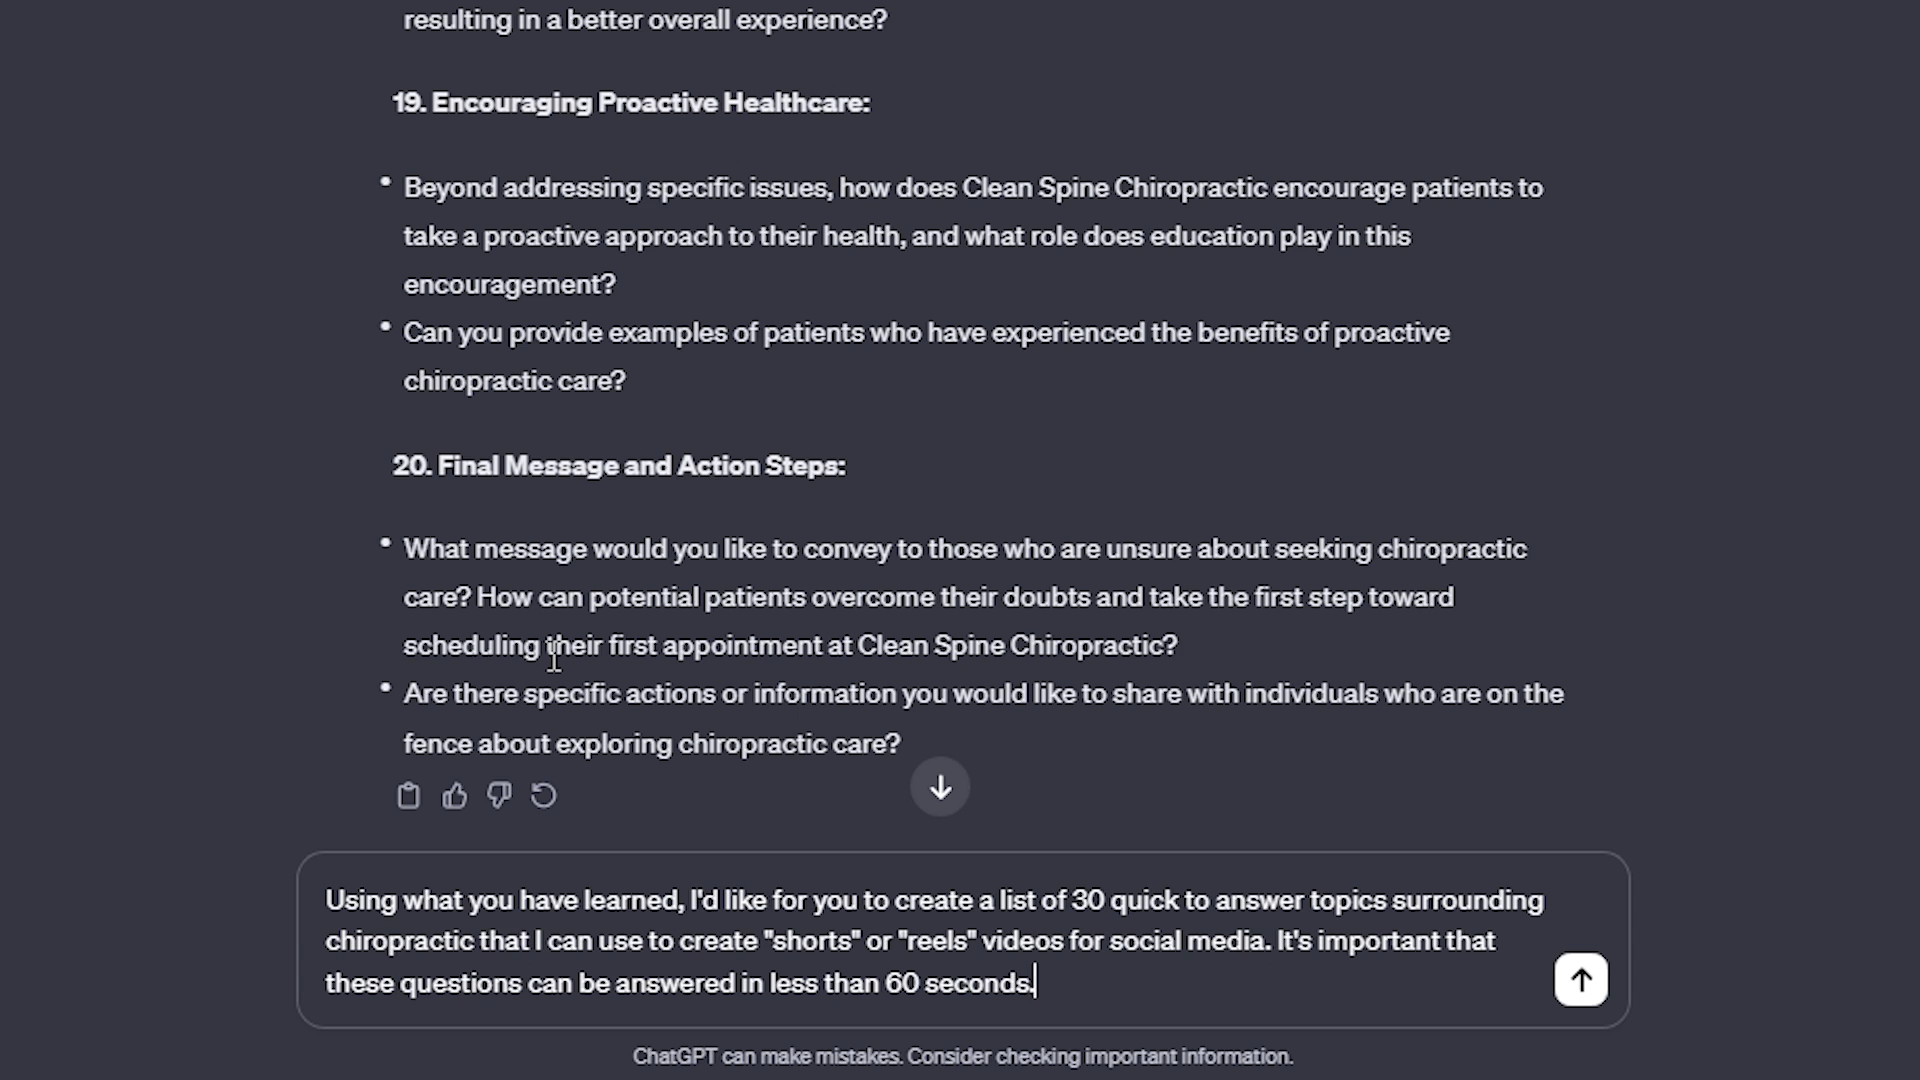 resulting in a better overall experience?
19. Encouraging Proactive Healthcare:
• Beyond addressing specific issues, how does Clean Spine Chiropractic encourage patients to
take a proactive approach to their health, and what role does education play in this
encouragement?
• Can you provide examples of patients who have experienced the benefits of proactive
chiropractic care?
20. Final Message and Action Steps:
• What message would you like to convey to those who are unsure about seeking chiropractic
care? How can potential patients overcome their doubts and take the first step toward
scheduling their first appointment at Clean Spine Chiropractic?
• Are there specific actions or information you would like to share with individuals who are on the
fence about exploring chiropractic care?
Using what you have learned, I'd like for you to create a list of 30 quick to answer topics surrounding
chiropractic that I can use to create "shorts" or "reels" videos for social media. It's important that
these questions can be answered in less than 60 seconds.
ChatGPT can make mistakes. Consider checking important information.